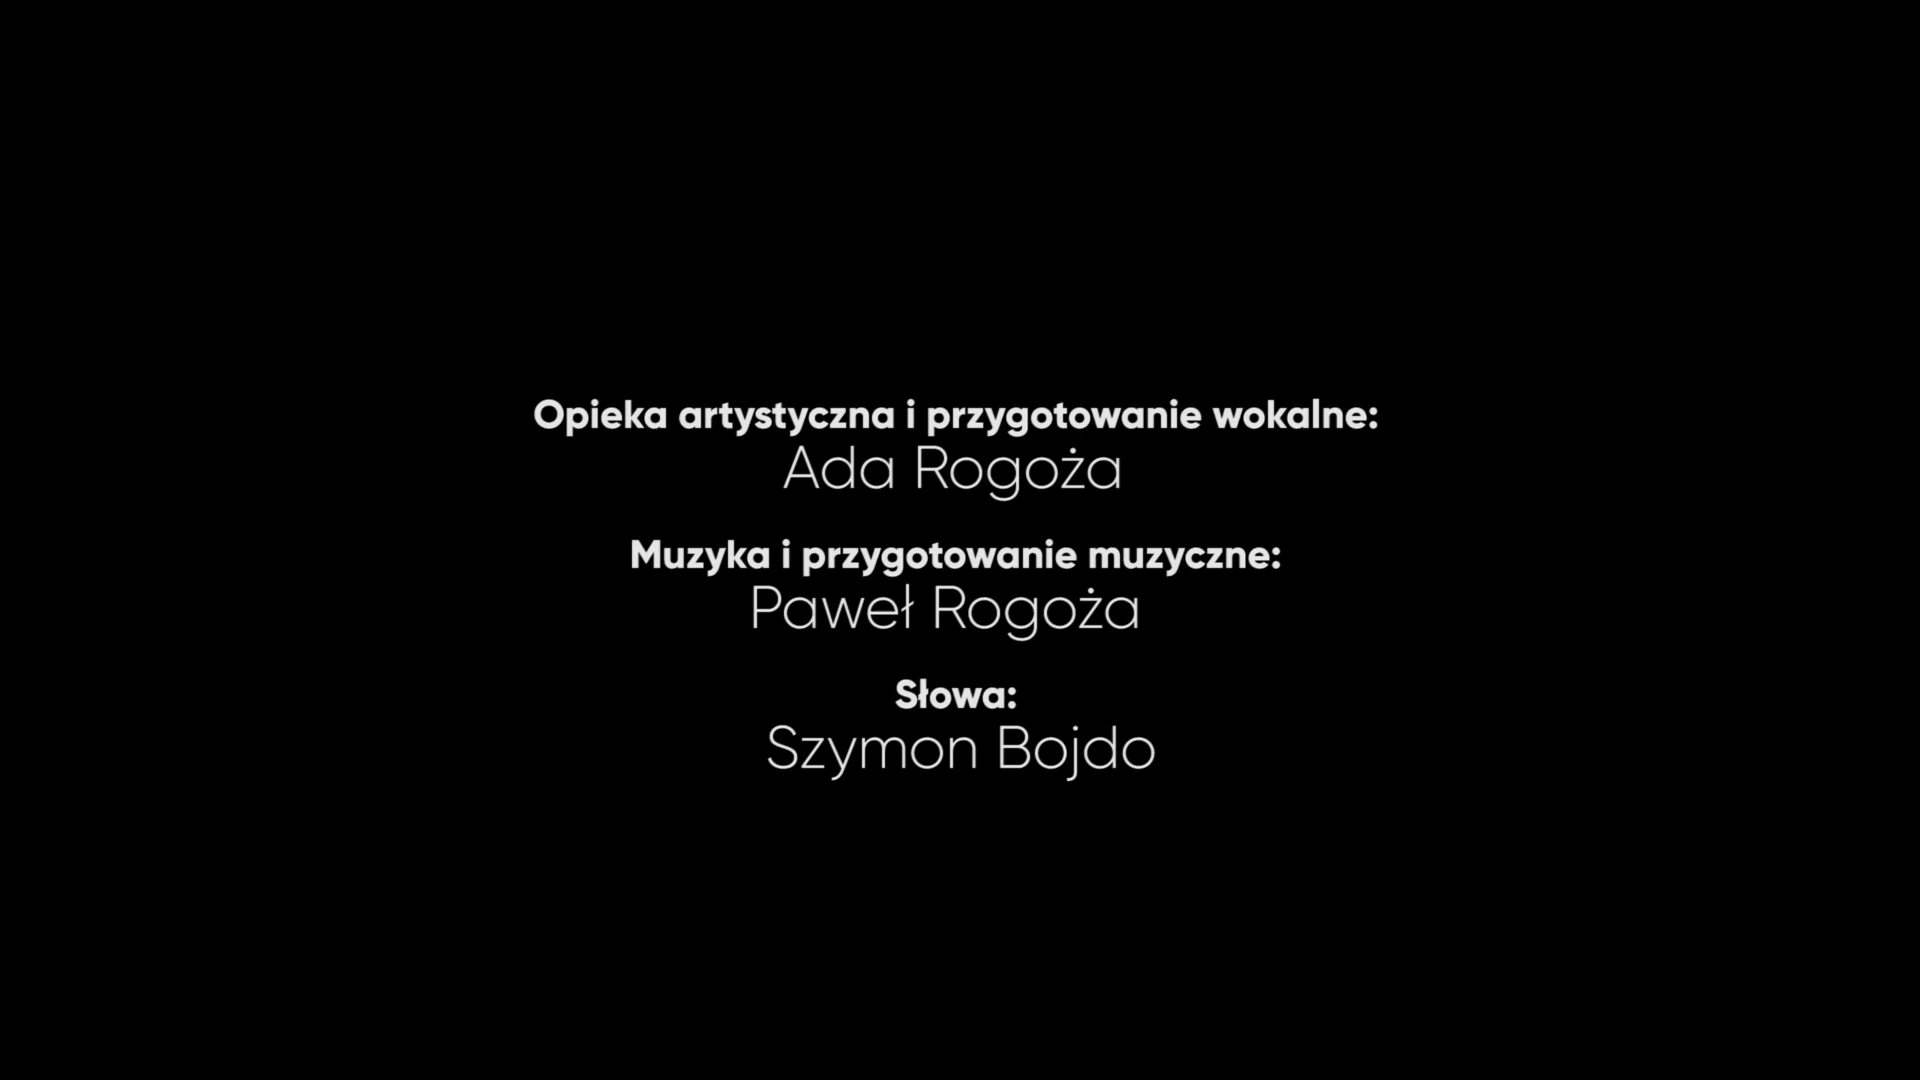 Opieka artystyczna i przygotowanie wokalne:
Ada Rogoża
Muzyka i przygotowanie muzyczne:
Paweł Rogoża
Słowa:
Szymon Bojdo